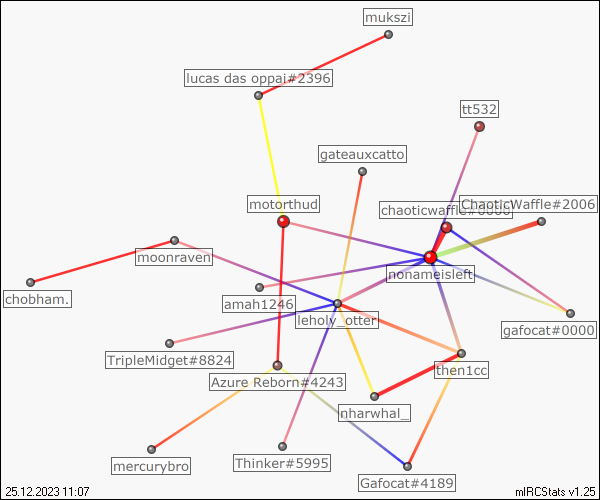 mukszi
lucas das oppai#2396
tt532
gateauxcatto
motorthud
ChaoticWaffle#2006
chaoticwaffle#0000
moonraven
nonameisleft
chobham.
amah1246
leholy_otter
gafocat#0000
TripleMidget#8824
then1cc
Azure Reborn#4243
nharwhal_
mercurybro
Thinker#5995
Gafocat#4189
25.12.2023 11:07
mIRCStats v1.25